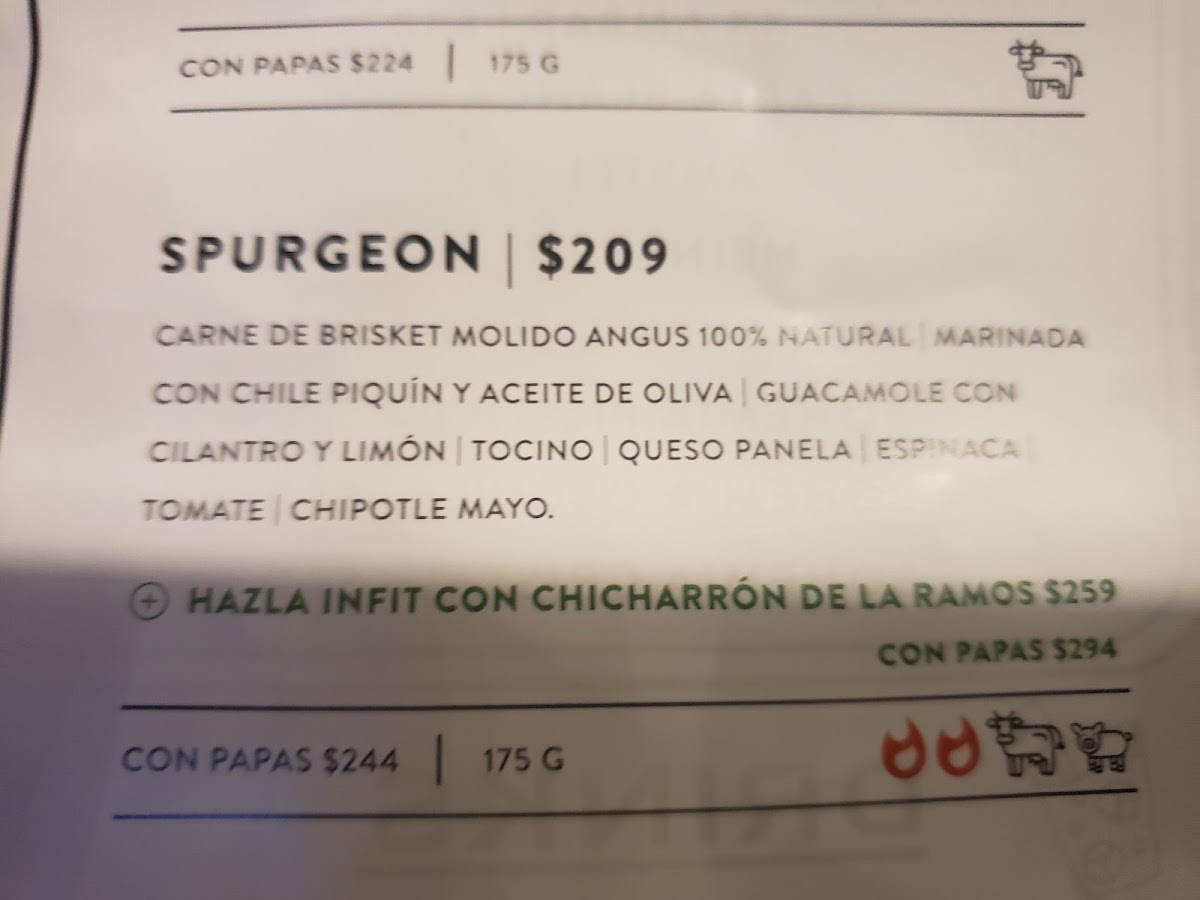 CON PAPAS $224 | 175 G
SPURGEON | $209
CARNE DE BRISKET MOLIDO ANGUS 100% NATURAL | MARINADA
CON CHILE PIQUÍN Y ACEITE DE OLIVA | GUACAMOLE CON
CILANTRO Y LIMÓN | TOCINO | QUESO PANELA | ESPINACA |
TOMATE | CHIPOTLE MAYO.
HAZLA INFIT CON CHICHARRÓN DE LA RAMOS $259
CON PAPAS $294
CON PAPAS $244 | 175 G